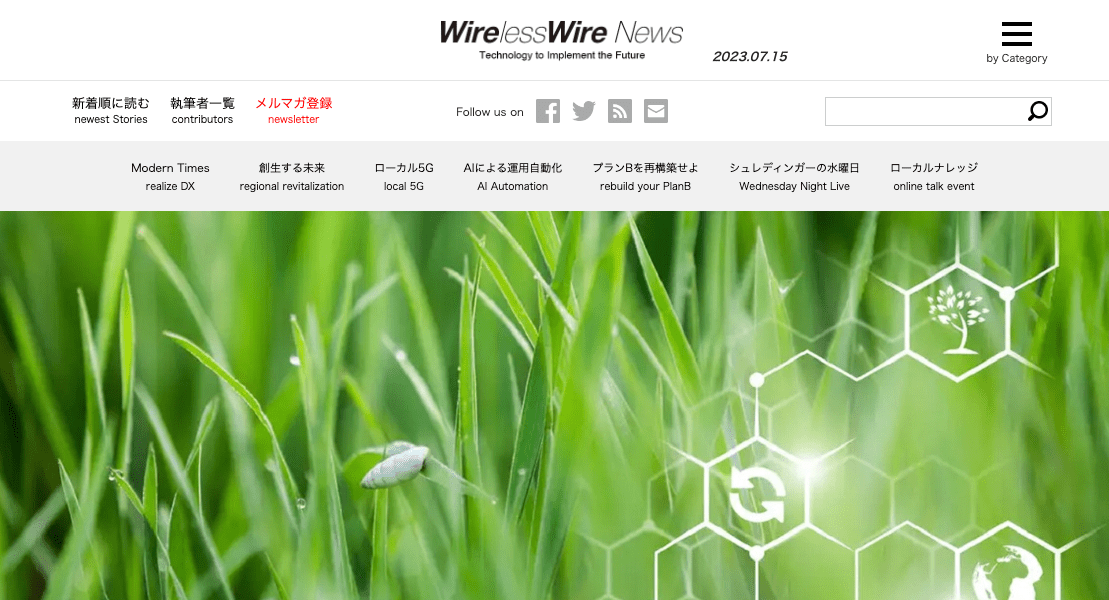 WirelessWire News
Technology to Implement the Future
2023.07.15
by Category
新着順に読む
newest Stories
執筆者一覧
contributors
メルマガ登録
newsletter
Follow us on
Modern Times
realize DX
創生する未来
regional revitalization
ローカル5G
local 5G
AIによる運用自動化
AI Automation
プランBを再構築せよ
rebuild your PlanB
シュレディンガーの水曜日
Wednesday Night Live
ローカルナレッジ
online talk event